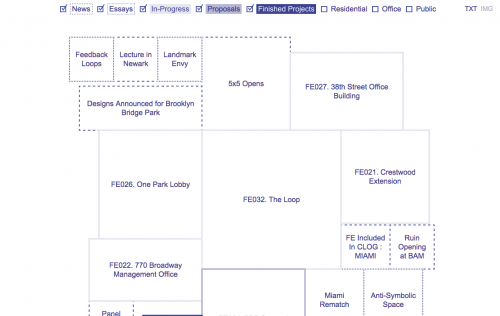 News Essays In-Progress Proposals Finished Projects Residential Office Public TXT IMG
Feedback
Loops
Lecture in
Newark
Landmark
Envy
5x5 Opens
FE027. 38th Street Office
Building
Designs Announced for Brooklyn
Bridge Park
FE026. One Park Lobby
FE032. The Loop
FE021. Crestwood
Extension
FE Included
In CLOG :
MIAMI
Ruin
Opening
at BAM
FE022. 770 Broadway
Management Office
Miami
Rematch
Anti-Symbolic
Space
Panel